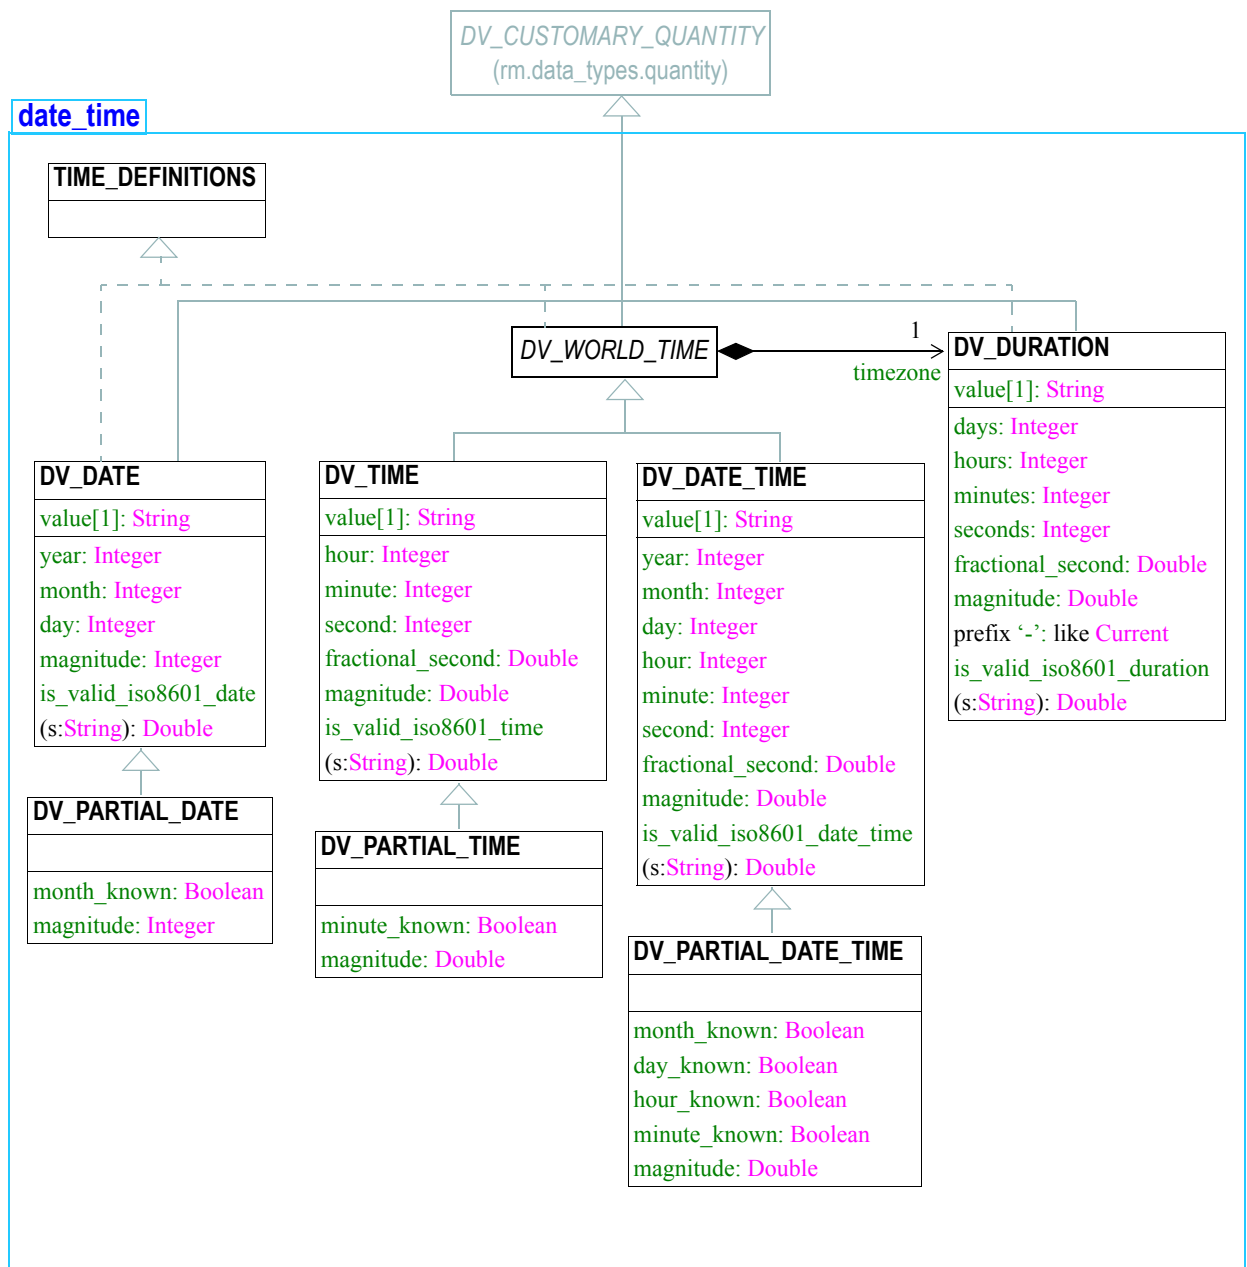 DV_CUSTOMARY_QUANTITY
(rm.data_types.quantity)
date_time
TIME_DEFINITIONS
DV_WORLD_TIME
1
timezone
DV_DURATION
value[1]: String
days: Integer
hours: Integer
minutes: Integer
seconds: Integer
fractional_second: Double
magnitude: Double
prefix ‘-’: like Current
is_valid_iso8601_duration
(s:String): Double
DV_DATE
value[1]: String
year: Integer
month: Integer
day: Integer
magnitude: Integer
is_valid_iso8601_date
(s:String): Double
DV_TIME
value[1]: String
hour: Integer
minute: Integer
second: Integer
fractional_second: Double
magnitude: Double
is_valid_iso8601_time
(s:String): Double
DV_DATE_TIME
value[1]: String
year: Integer
month: Integer
day: Integer
hour: Integer
minute: Integer
second: Integer
fractional_second: Double
magnitude: Double
is_valid_iso8601_date_time
(s:String): Double
DV_PARTIAL_DATE
month_known: Boolean
magnitude: Integer
DV_PARTIAL_TIME
minute_known: Boolean
magnitude: Double
DV_PARTIAL_DATE_TIME
month_known: Boolean
day_known: Boolean
hour_known: Boolean
minute_known: Boolean
magnitude: Double